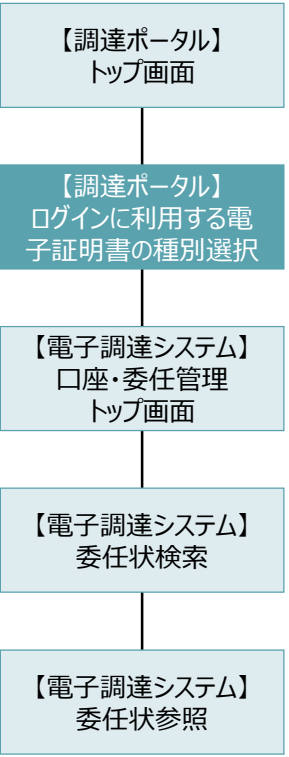 【調達ポータル】
トップ画面
【調達ポータル】
ログインに利用する電
子証明書の種別選択
【電子調達システム】
口座・委任管理
トップ画面
【電子調達システム】
委任状検索
【電子調達システム】
委任状参照